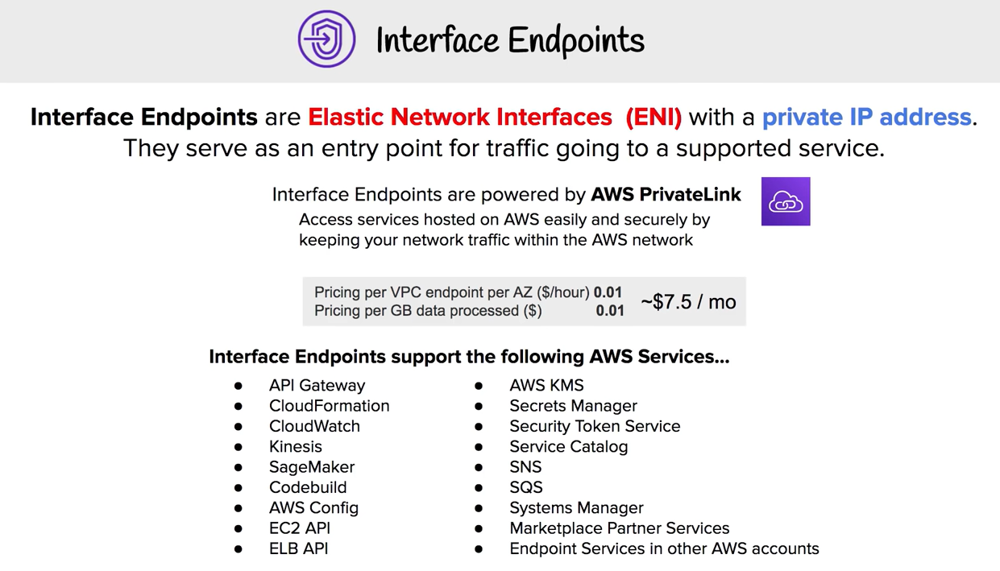 Interface Endpoints
Interface Endpoints are Elastic Network Interfaces (ENI) with a private IP address.
They serve as an entry point for traffic going to a supported service.
Interface Endpoints are powered by AWS PrivateLink
Access services hosted on AWS easily and securely by
keeping your network traffic within the AWS network
Pricing per VPC endpoint per AZ ($/hour) 0.01
Pricing per GB data processed ($) 0.01
~$7.5 / mo
Interface Endpoints support the following AWS Services...
● API Gateway
● CloudFormation
● CloudWatch
● Kinesis
● SageMaker
● Codebuild
● AWS Config
● EC2 API
● ELB API
● AWS KMS
● Secrets Manager
● Security Token Service
● Service Catalog
● SNS
● SQS
● Systems Manager
● Marketplace Partner Services
● Endpoint Services in other AWS accounts